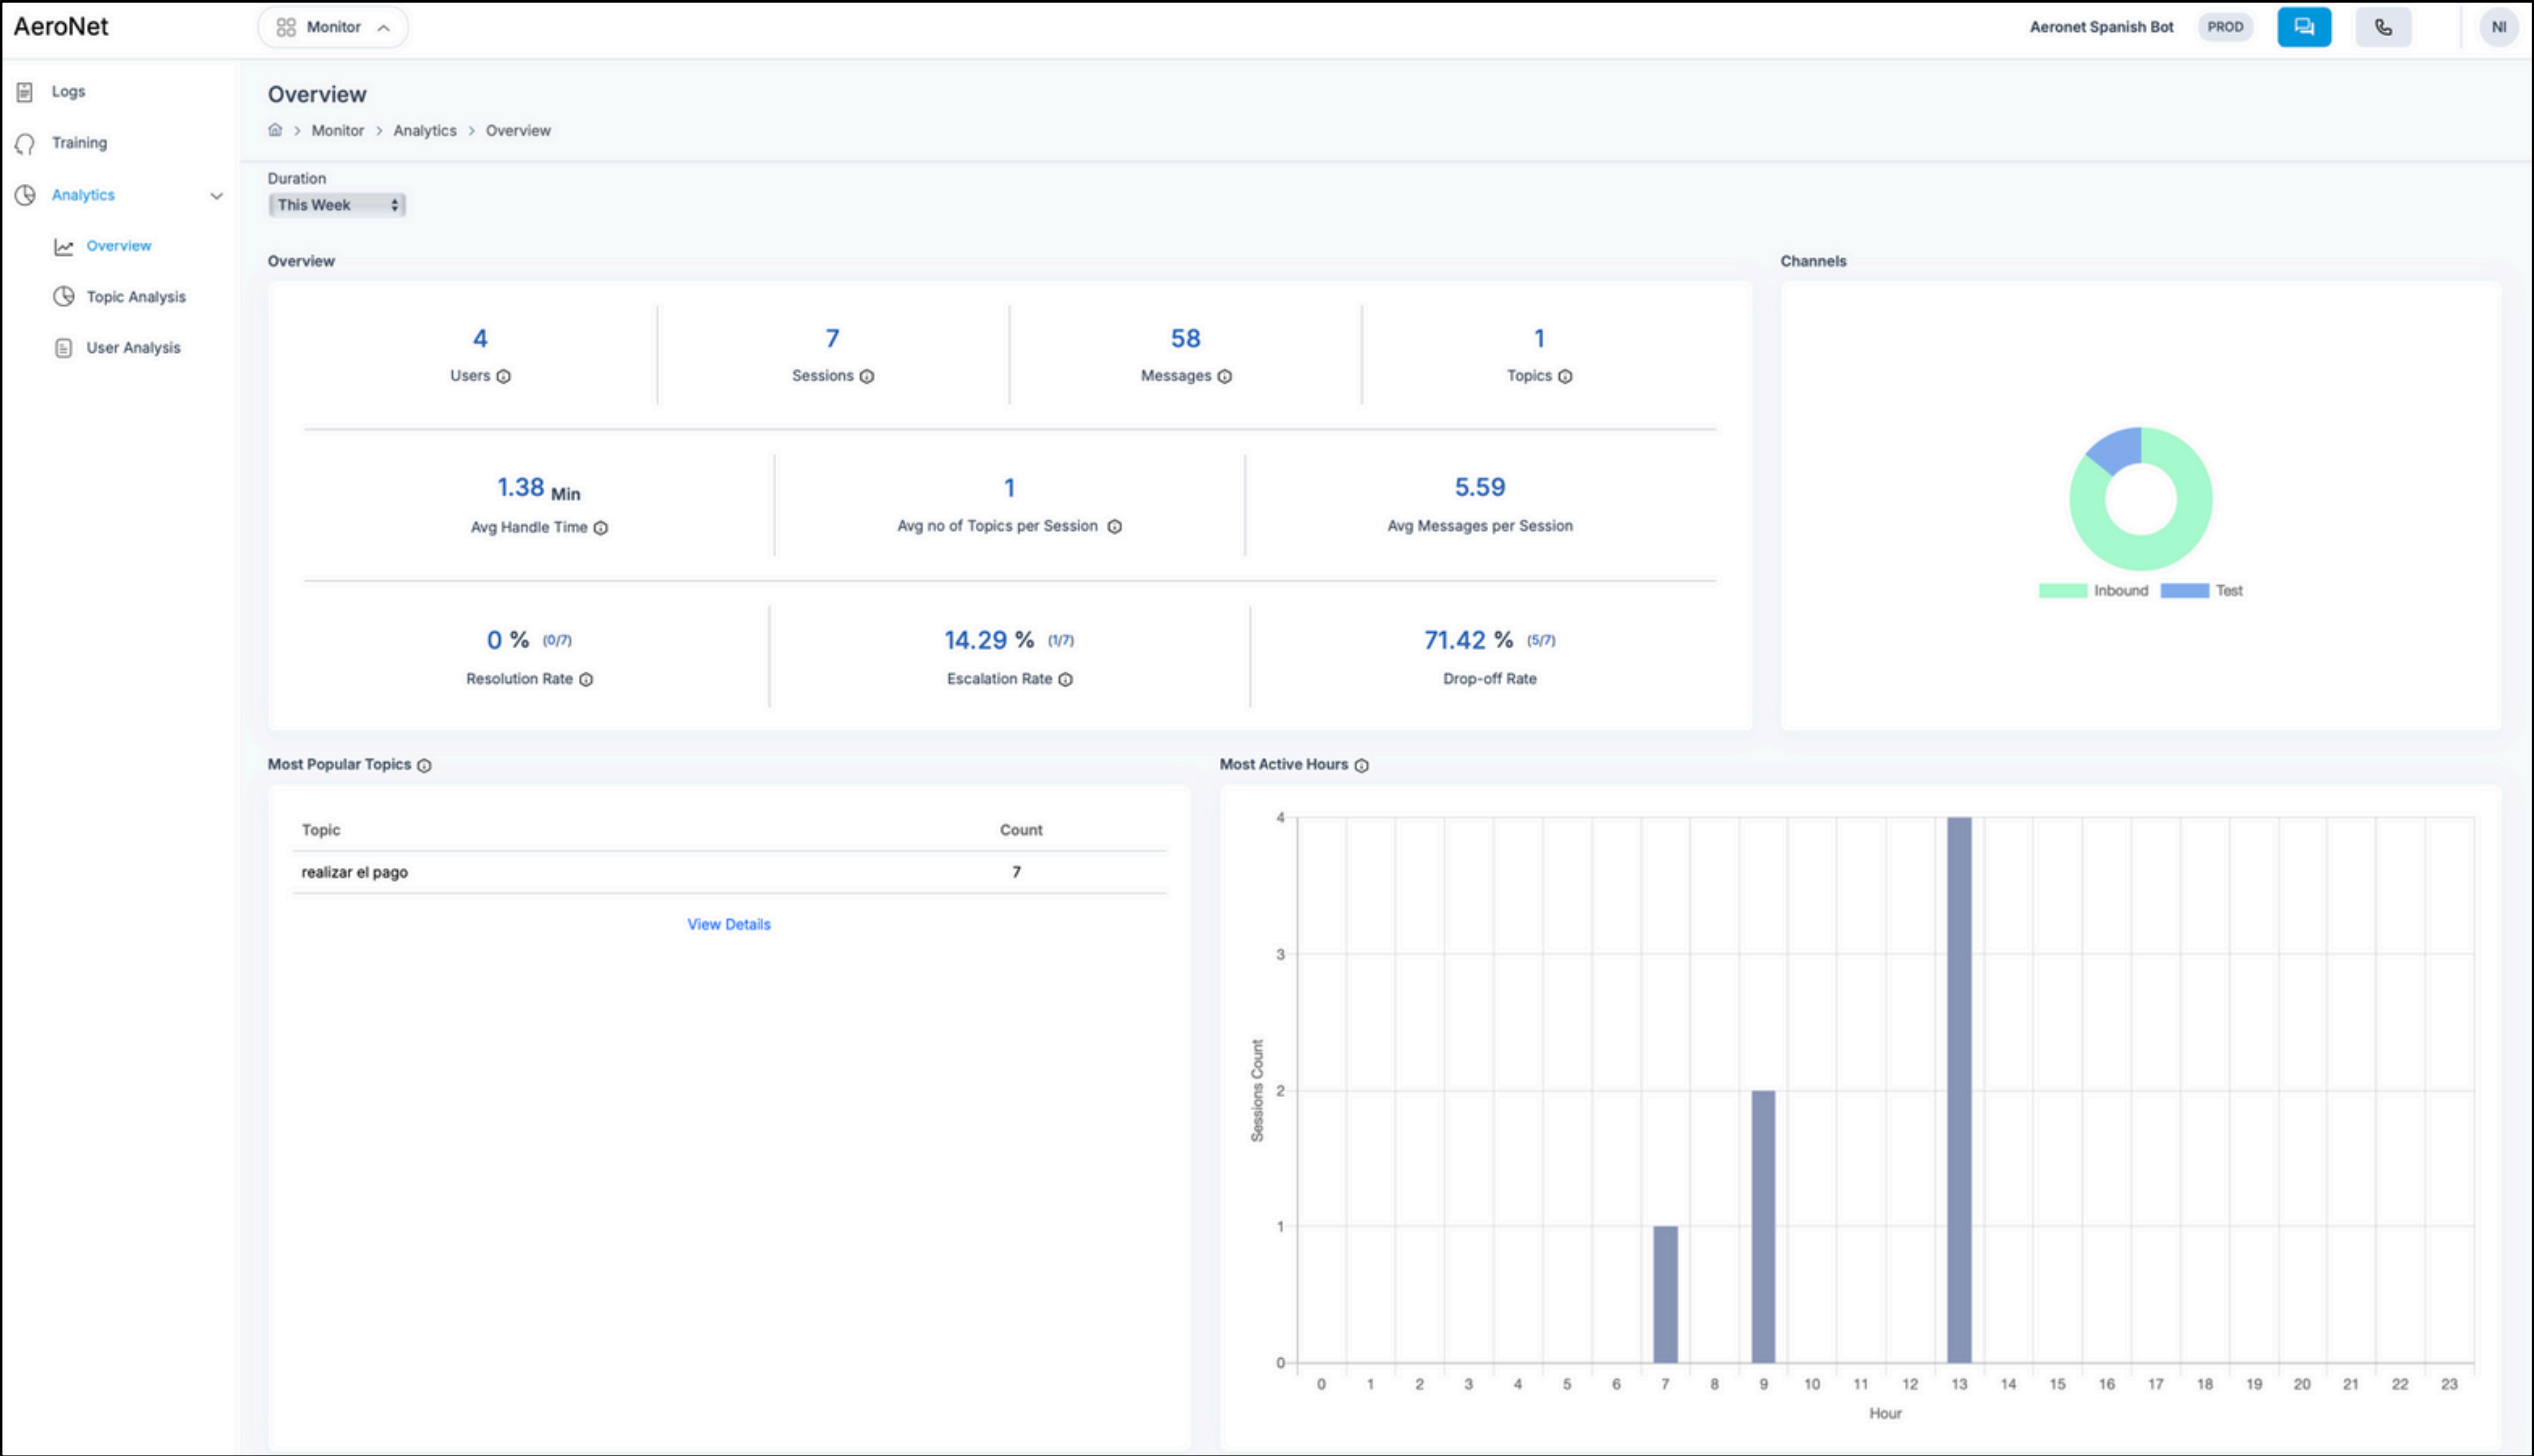 AeroNet
Monitor
Aeronet Spanish Bot
PROD
NI
Logs
Training
Analytics
Overview
Topic Analysis
User Analysis
Overview
> Monitor > Analytics > Overview
Duration
This Week
Overview
4
Users
7
Sessions
58
Messages
1
Topics
1.38 Min
Avg Handle Time
1
Avg no of Topics per Session
5.59
Avg Messages per Session
0 % (0/7)
Resolution Rate
14.29 % (1/7)
Escalation Rate
71.42 % (5/7)
Drop-off Rate
Channels
Inbound Test
Most Popular Topics
Topic Count
realizar el pago 7
View Details
Most Active Hours
4
3
2
1
0
Sessions Count
0 1 2 3 4 5 6 7 8 9 10 11 12 13 14 15 16 17 18 19 20 21 22 23
Hour